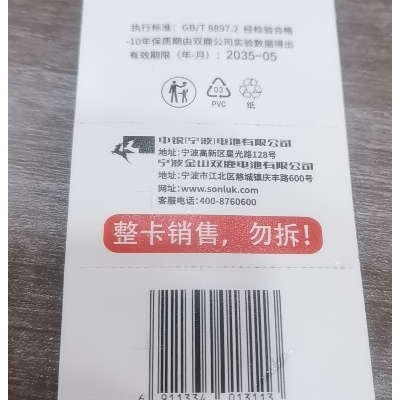 执行标准：GB/T 8897.2 经检验合格
-10年保质期由双鹿公司实验数据得出
有效期限（年-月）：2035-05
03
PVC 纸
中银(宁波)电池有限公司
地址:宁波高新区星光路128号
宁波金山双鹿电池有限公司
地址:宁波市江北区慈城镇庆丰路600号
网址:www.sonluk.com
客服电话:400-8760600
整卡销售，勿拆！
6 911334 013113